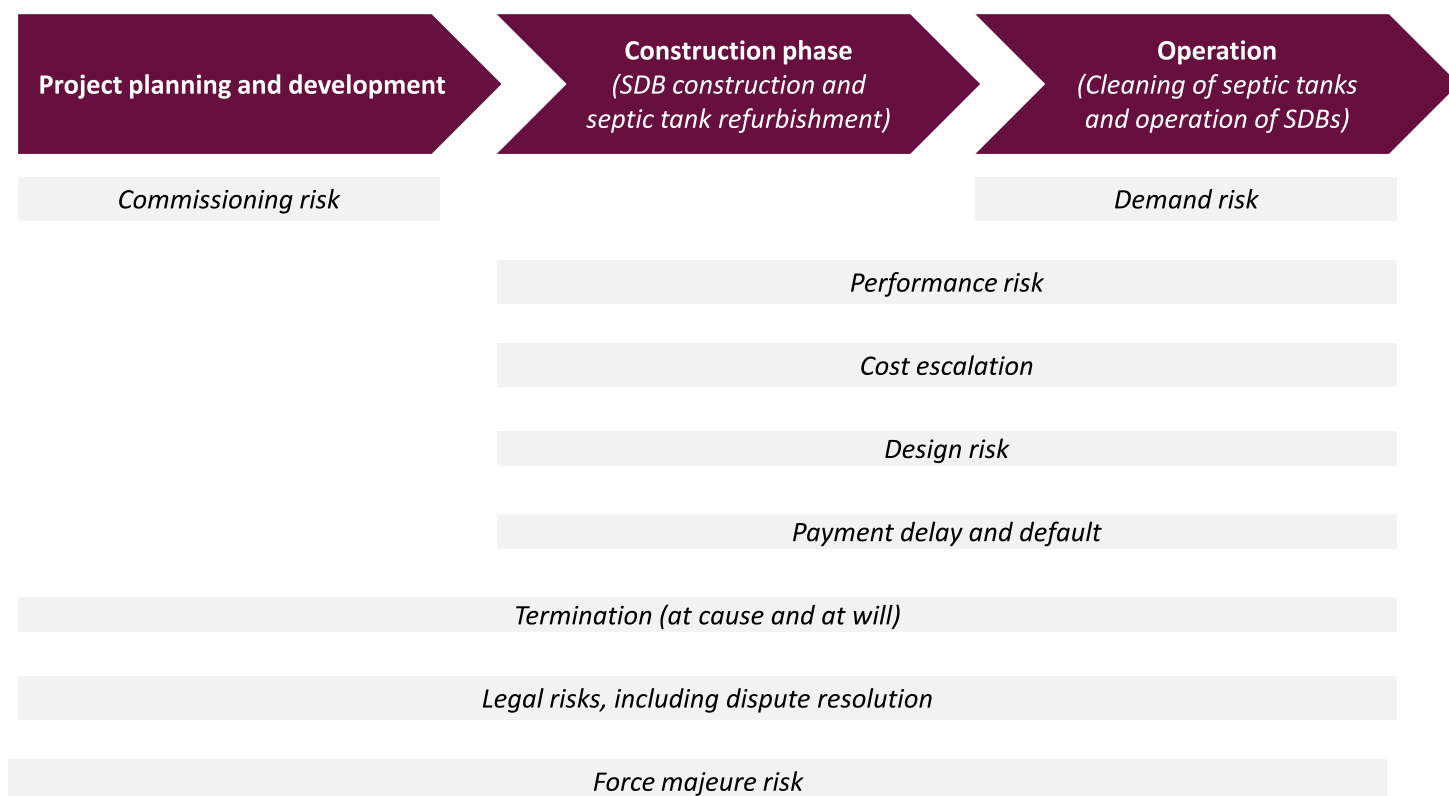 Project planning and development
Construction phase
(SDB construction and
septic tank refurbishment)
Operation
(Cleaning of septic tanks
and operation of SDBs)
Commissioning risk
Demand risk
Performance risk
Cost escalation
Design risk
Payment delay and default
Termination (at cause and at will)
Legal risks, including dispute resolution
Force majeure risk